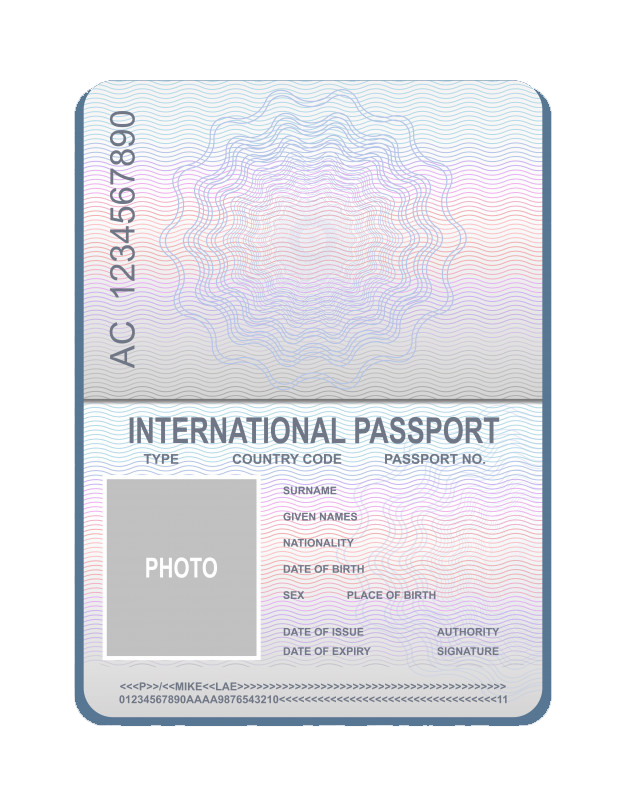 AC 1234567890
INTERNATIONAL PASSPORT
TYPE COUNTRY CODE PASSPORT NO.
SURNAME
GIVEN NAMES
NATIONALITY
DATE OF BIRTH
SEX PLACE OF BIRTH
PHOTO
DATE OF ISSUE AUTHORITY
DATE OF EXPIRY SIGNATURE
<<<P>>/<<MIKE<<LAE>>>>>>>>>>>>>>>>>>>>>>>>>>>>>>>>>>>>>>>>>>
01234567890AAAA9876543210<<<<<<<<<<<<<<<<<<<<<<<<<<<<<<<<<<11